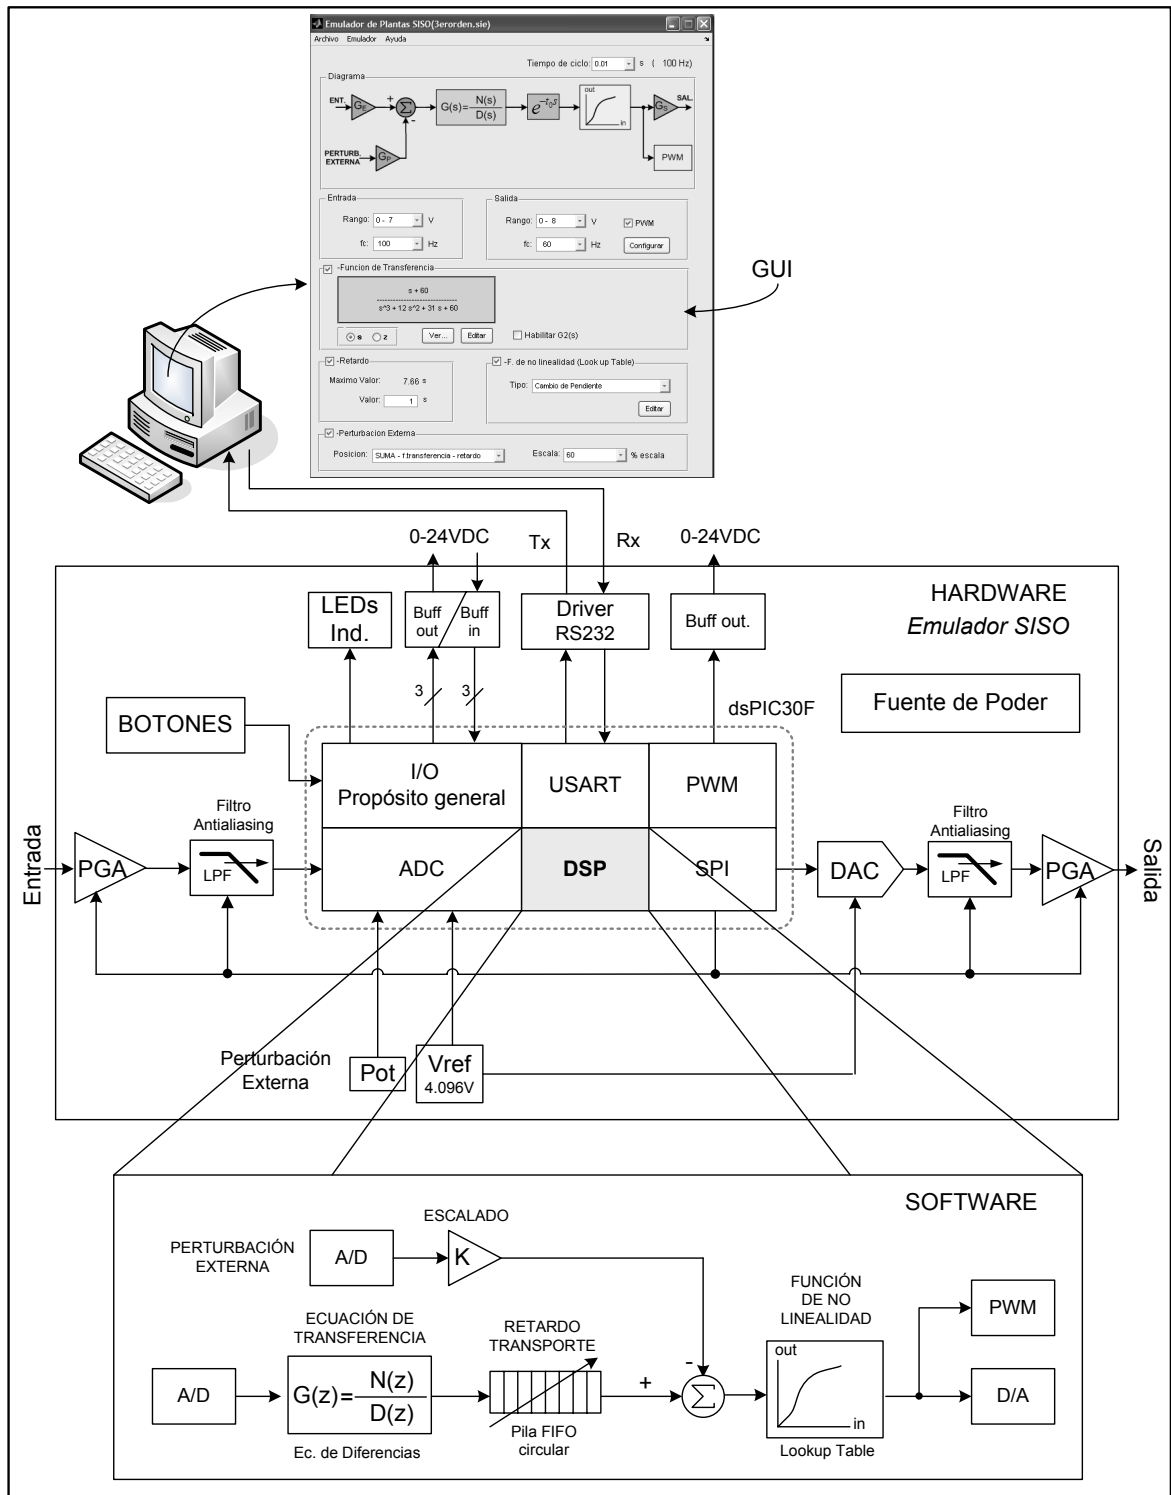 Emulador de Plantas SISO(3erorden.sie)
Archivo Emulador Ayuda
Tiempo de ciclo: 0.01 s ( 100 Hz)
Diagrama
ENT.
G_E
+
Σ
-
G(s)= N(s)
D(s)
e^-t_0s
out
in
G_S
SAL.
PERTURB.
EXTERNA
G_P
PWM
Entrada
Rango: 0 - 7 V
fc: 100 Hz
Salida
Rango: 0 - 8 V
PWM
fc: 60 Hz
Configurar
-Funcion de Transferencia
s + 60
---------------------------
s^3 + 12 s^2 + 31 s + 60
s z
Ver...
Editar
Habilitar G2(s)
GUI
-Retardo
Maximo Valor: 7.66 s
Valor: 1 s
-F. de no linealidad (Look up Table)
Tipo: Cambio de Pendiente
Editar
-Perturbacion Externa
Posicion: SUMA - f.transferencia - retardo
Escala: 60 % escala
0-24VDC
Tx
Rx
0-24VDC
HARDWARE
Emulador SISO
LEDs
Ind.
Buff
out
Buff
in
Driver
RS232
Buff out.
3
3
dsPIC30F
Fuente de Poder
BOTONES
I/O
Propósito general
USART
PWM
Entrada
PGA
Filtro
Antialiasing
LPF
ADC
DSP
SPI
DAC
Filtro
Antialiasing
LPF
PGA
Salida
Perturbación
Externa
Pot
Vref
4.096V
SOFTWARE
PERTURBACIÓN
EXTERNA
A/D
ESCALADO
K
ECUACIÓN DE
TRANSFERENCIA
A/D
G(z)= N(z)
D(z)
Ec. de Diferencias
RETARDO
TRANSPORTE
Pila FIFO
circular
+
-
Σ
FUNCIÓN
DE NO
LINEALIDAD
out
in
Lookup Table
PWM
D/A